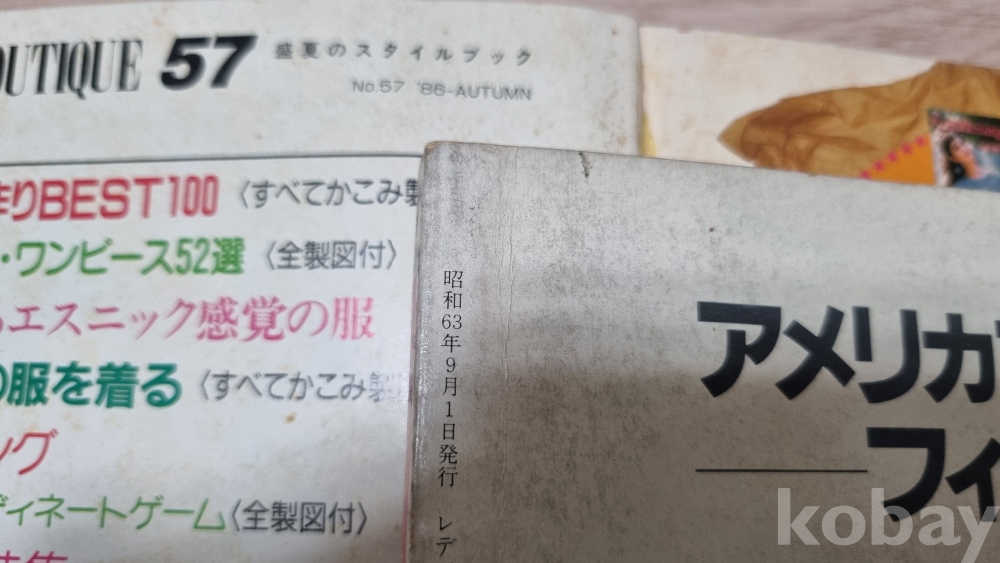 OUTIQUE 57 盛夏のスタイルブック
No.57 '86-AUTUMN
作りBEST100 〈すべてかこみ製
・ワンピース52選 〈全製図付〉
エスニック感覚の服
の服を着る 〈すべてかこみ製
ング
ディネートゲーム〈全製図付〉
昭和63年9月1日発行 レデ
アメリカ
フィ
kobay